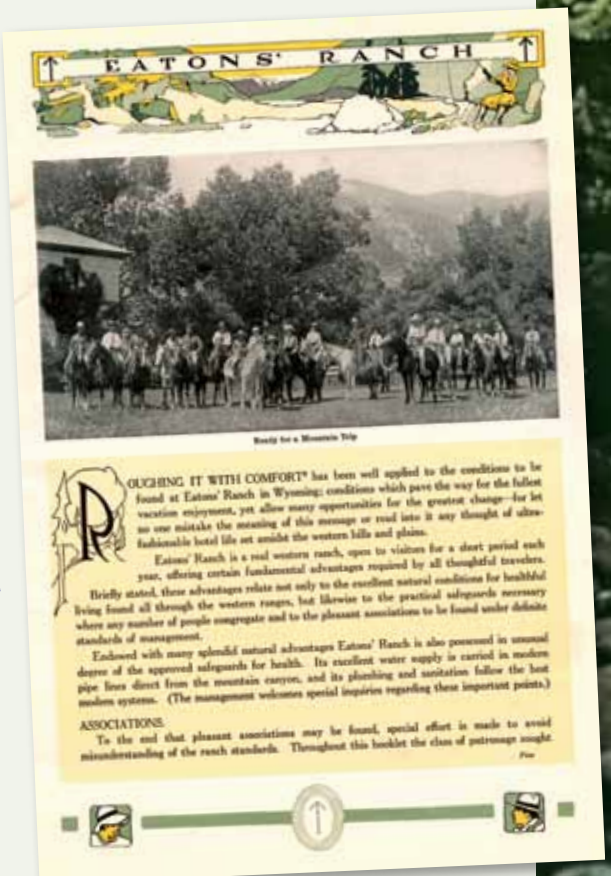 EATONS' RANCH
Ready for a Mountain Trip
ROUGHING IT WITH COMFORT" has been well applied to the conditions to be
found at Eatons' Ranch in Wyoming; conditions which pave the way for the fullest
vacation enjoyment, yet allow many opportunities for the greatest change—for let
no one mistake the meaning of this message or read into it any thought of ultra-
fashionable hotel life set amidst the western hills and plains.
Eatons' Ranch is a real western ranch, open to visitors for a short period each
year, offering certain fundamental advantages required by all thoughtful travelers.
Briefly stated, these advantages relate not only to the excellent natural conditions for healthful
living found all through the western ranges, but likewise to the practical safeguards necessary
where any number of people congregate and to the pleasant associations to be found under definite
standards of management.
Endowed with many splendid natural advantages Eatons' Ranch is also possessed in unusual
degree of the approved safeguards for health. Its excellent water supply is carried in modern
pipe lines direct from the mountain canyon, and its plumbing and sanitation follow the best
modern systems. (The management welcomes special inquiries regarding these important points.)
ASSOCIATIONS.
To the end that pleasant associations may be found, special effort is made to avoid
misunderstanding of the ranch standards. Throughout this booklet the class of patronage sought
Five